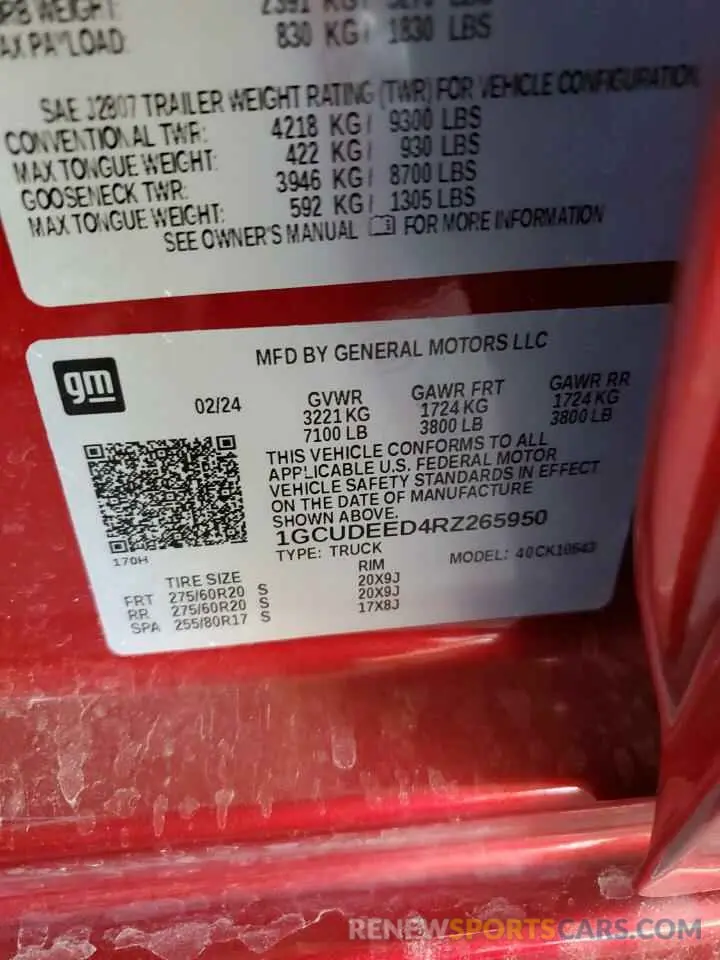 WEIGHT: 2391 KG/
MAX PAYLOAD: 830 KG/ 1830 LBS
SAE J2807 TRAILER WEIGHT RATING (TWR) FOR VEHICLE CONFIGURATION
CONVENTIONAL TWR: 4218 KG/ 9300 LBS
MAX TONGUE WEIGHT: 422 KG/ 930 LBS
GOOSENECK TWR: 3946 KG/ 8700 LBS
MAX TONGUE WEIGHT: 592 KG/ 1305 LBS
SEE OWNER'S MANUAL FOR MORE INFORMATION
gm
MFD BY GENERAL MOTORS LLC
02/24 GVWR GAWR FRT GAWR RR
3221 KG 1724 KG 1724 KG
7100 LB 3800 LB 3800 LB
THIS VEHICLE CONFORMS TO ALL
APPLICABLE U.S. FEDERAL MOTOR
VEHICLE SAFETY STANDARDS IN EFFECT
ON THE DATE OF MANUFACTURE
SHOWN ABOVE.
1GCUDEED4RZ265950
170H
TYPE: TRUCK MODEL: 40CK10543
TIRE SIZE RIM
FRT 275/60R20 S 20X9J
RR 275/60R20 S 20X9J
SPA 255/80R17 S 17X8J
RENEWSPORTSCARS.COM